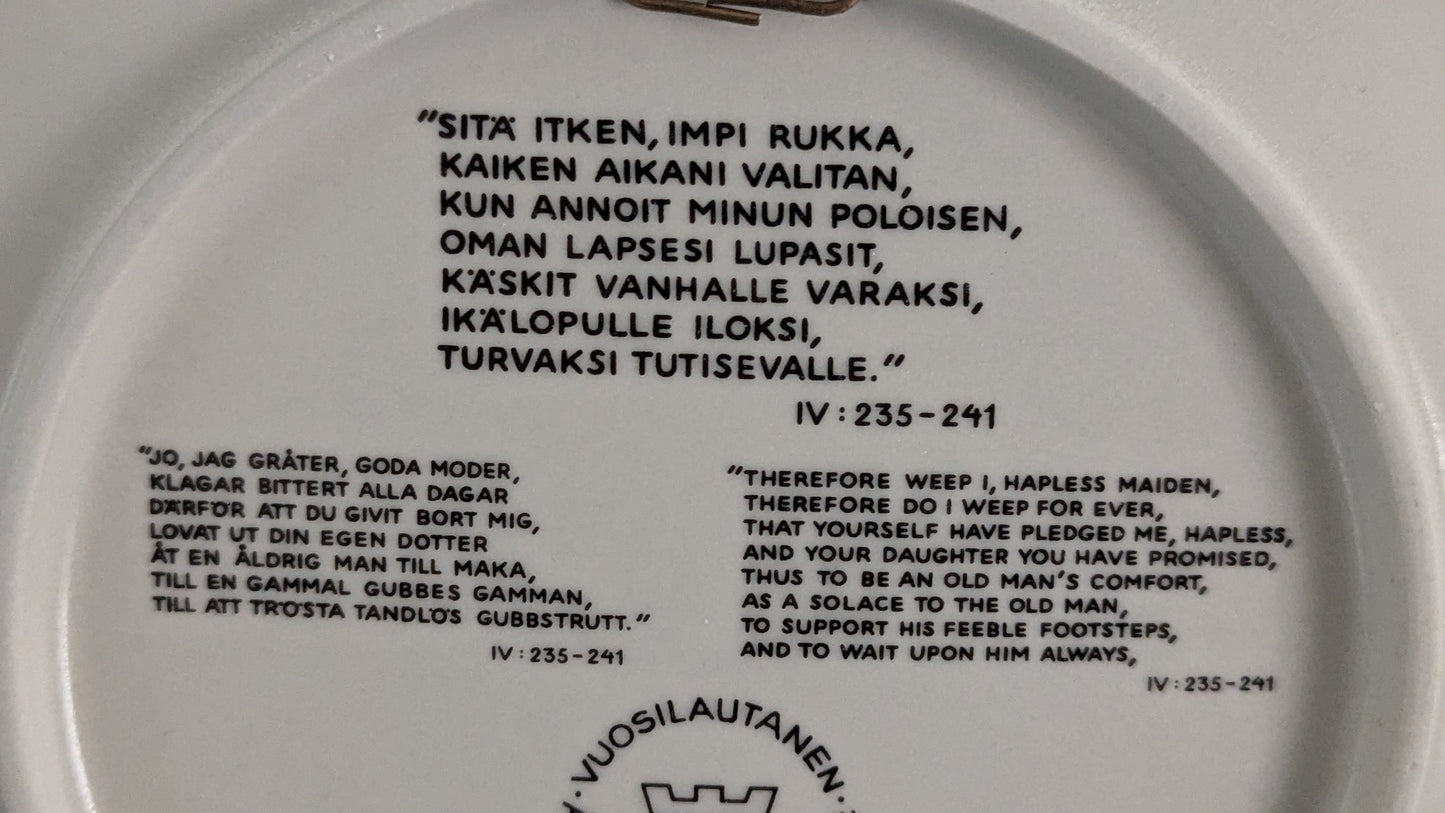 "SITÄ ITKEN, IMPI RUKKA,
KAIKEN AIKANI VALITAN,
KUN ANNOIT MINUN POLOISEN,
OMAN LAPSESI LUPASIT,
KÄSKIT VANHALLE VARAKSI,
IKÄLOPULLE ILOKSI,
TURVAKSI TUTISEVALLE."
IV : 235-241
"JO, JAG GRÅTER, GODA MODER,
KLAGAR BITTERT ALLA DAGAR
DÄRFÖR ATT DU GIVIT BORT MIG,
LOVAT UT DIN EGEN DOTTER
ÅT EN ÅLDRIG MAN TILL MAKA,
TILL EN GAMMAL GUBBES GAMMAN,
TILL ATT TRÖSTA TANDLÖS GUBBSTRUTT."
IV : 235-241
"THEREFORE WEEP I, HAPLESS MAIDEN,
THEREFORE DO I WEEP FOR EVER,
THAT YOURSELF HAVE PLEDGED ME, HAPLESS,
AND YOUR DAUGHTER YOU HAVE PROMISED,
THUS TO BE AN OLD MAN'S COMFORT,
AS A SOLACE TO THE OLD MAN,
TO SUPPORT HIS FEEBLE FOOTSTEPS,
AND TO WAIT UPON HIM ALWAYS,
IV : 235-241
· VUOSILAUTANEN ·